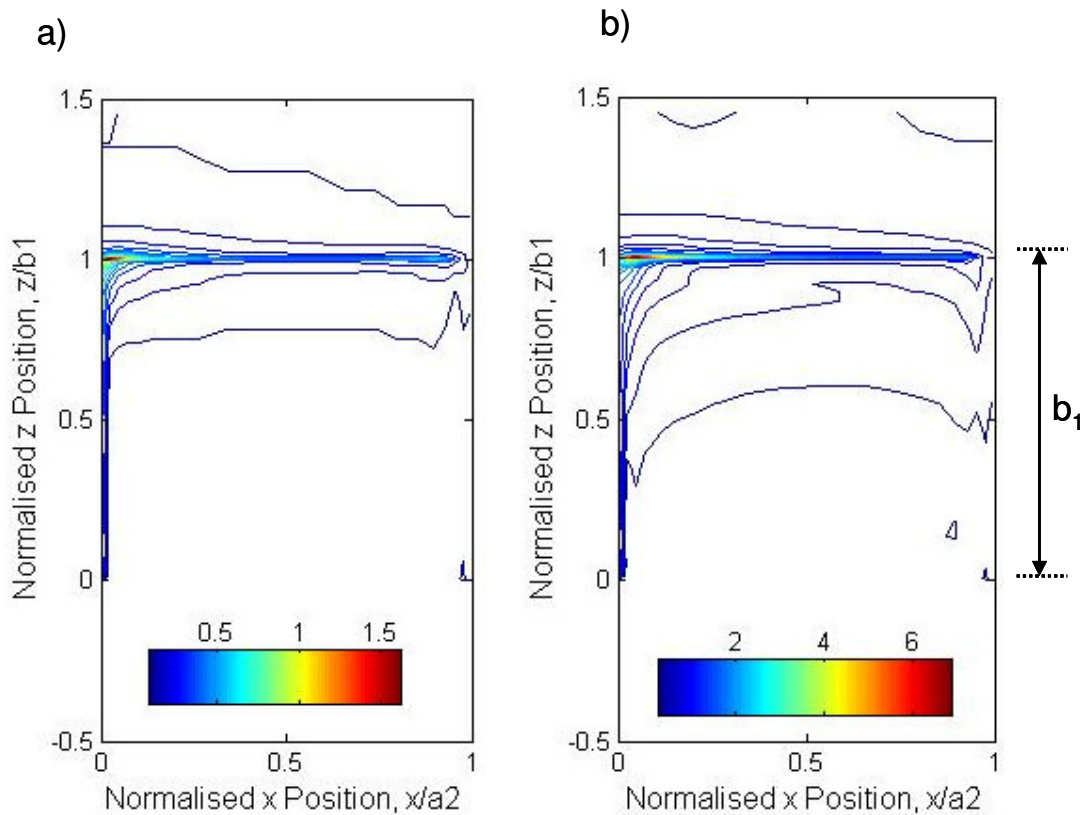 a)
b)
1.5
1
0.5
0
-0.5
Normalised z Position, z/b1
0 0.5 1
Normalised x Position, x/a2
0.5 1 1.5
1.5
1
0.5
0
-0.5
Normalised z Position, z/b1
0 0.5 1
Normalised x Position, x/a2
2 4 6
b1